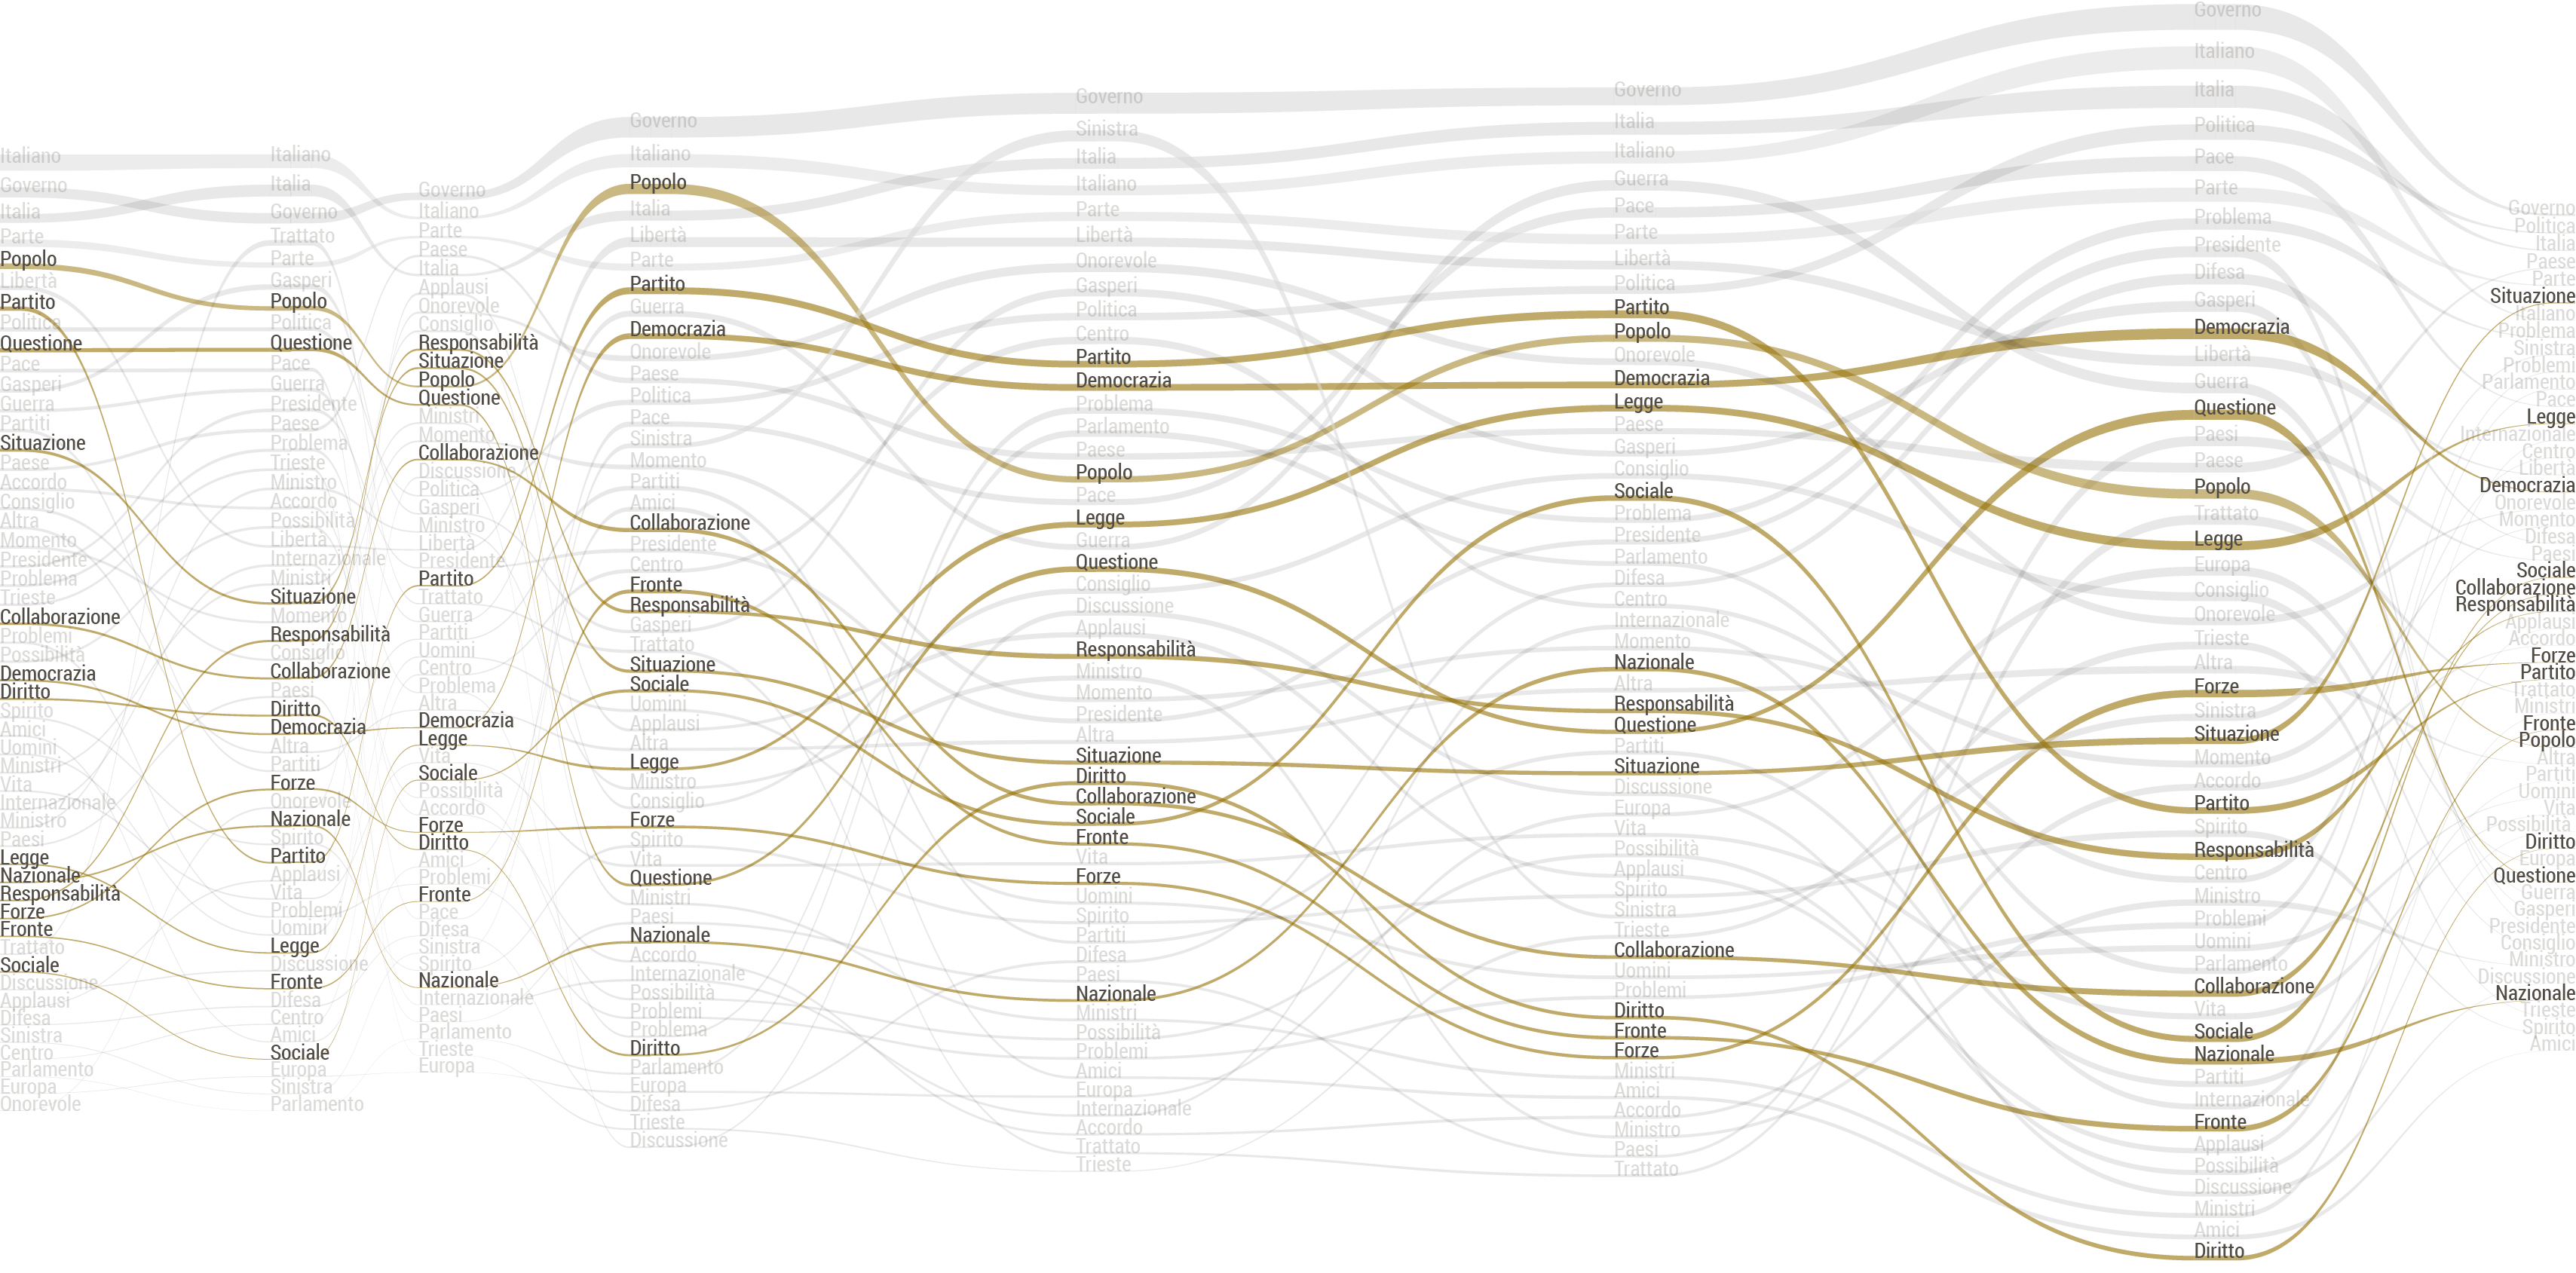 Italiano
Governo
Italia
Parte
Popolo
Libertà
Partito
Politica
Questione
Pace
Gasperi
Guerra
Partiti
Situazione
Paese
Accordo
Consiglio
Altra
Momento
Presidente
Problema
Trieste
Collaborazione
Problemi
Possibilità
Democrazia
Diritto
Spirito
Amici
Uomini
Ministri
Vita
Internazionale
Ministro
Paesi
Legge
Nazionale
Responsabilità
Forze
Fronte
Trattato
Sociale
Discussione
Applausi
Difesa
Sinistra
Centro
Parlamento
Europa
Onorevole
Italiano
Italia
Governo
Trattato
Parte
Gasperi
Popolo
Politica
Questione
Pace
Guerra
Presidente
Paese
Problema
Trieste
Ministro
Accordo
Possibilità
Libertà
Internazionale
Ministri
Situazione
Momento
Responsabilità
Consiglio
Collaborazione
Paesi
Diritto
Democrazia
Altra
Partiti
Forze
Onorevole
Nazionale
Spirito
Partito
Applausi
Vita
Problemi
Uomini
Legge
Discussione
Fronte
Difesa
Centro
Amici
Sociale
Europa
Sinistra
Parlamento
Governo
Italiano
Parte
Paese
Italia
Applausi
Onorevole
Consiglio
Responsabilità
Situazione
Popolo
Questione
Ministri
Momento
Collaborazione
Discussione
Politica
Gasperi
Ministro
Libertà
Presidente
Partito
Trattato
Guerra
Partiti
Uomini
Centro
Problema
Altra
Democrazia
Legge
Vita
Sociale
Possibilità
Accordo
Forze
Diritto
Amici
Problemi
Fronte
Pace
Difesa
Sinistra
Spirito
Nazionale
Internazionale
Paesi
Parlamento
Trieste
Europa
Governo
Italiano
Popolo
Italia
Libertà
Parte
Partito
Guerra
Democrazia
Onorevole
Paese
Politica
Pace
Sinistra
Momento
Partiti
Amici
Collaborazione
Presidente
Centro
Fronte
Responsabilità
Gasperi
Trattato
Situazione
Sociale
Uomini
Applausi
Altra
Legge
Ministro
Consiglio
Forze
Spirito
Vita
Questione
Ministri
Paesi
Nazionale
Accordo
Internazionale
Possibilità
Problemi
Problema
Diritto
Parlamento
Europa
Difesa
Trieste
Discussione
Governo
Sinistra
Italia
Italiano
Parte
Libertà
Onorevole
Gasperi
Politica
Centro
Partito
Democrazia
Problema
Parlamento
Paese
Popolo
Pace
Legge
Guerra
Questione
Consiglio
Discussione
Applausi
Responsabilità
Ministro
Momento
Presidente
Altra
Situazione
Diritto
Collaborazione
Sociale
Fronte
Vita
Forze
Uomini
Spirito
Partiti
Difesa
Paesi
Nazionale
Ministri
Possibilità
Problemi
Amici
Europa
Internazionale
Accordo
Trattato
Trieste
Governo
Italia
Italiano
Guerra
Pace
Parte
Libertà
Politica
Partito
Popolo
Onorevole
Democrazia
Legge
Paese
Gasperi
Consiglio
Sociale
Problema
Presidente
Parlamento
Difesa
Centro
Internazionale
Momento
Nazionale
Altra
Responsabilità
Questione
Partiti
Situazione
Discussione
Europa
Vita
Possibilità
Applausi
Spirito
Sinistra
Trieste
Collaborazione
Uomini
Problemi
Diritto
Fronte
Forze
Ministri
Amici
Accordo
Ministro
Paesi
Trattato
Governo
Italiano
Italia
Politica
Pace
Parte
Problema
Presidente
Difesa
Gasperi
Democrazia
Libertà
Guerra
Questione
Paesi
Paese
Popolo
Trattato
Legge
Europa
Consiglio
Onorevole
Trieste
Altra
Forze
Sinistra
Situazione
Momento
Accordo
Partito
Spirito
Responsabilità
Centro
Ministro
Problemi
Uomini
Parlamento
Collaborazione
Vita
Sociale
Nazionale
Partiti
Internazionale
Fronte
Applausi
Possibilità
Discussione
Ministri
Amici
Diritto
Governo
Politica
Italia
Paese
Parte
Situazione
Italiano
Problema
Sinistra
Problemi
Parlamento
Pace
Legge
Internazionale
Centro
Libertà
Democrazia
Onorevole
Momento
Difesa
Paesi
Sociale
Collaborazione
Responsabilità
Applausi
Accordo
Forze
Partito
Trattato
Ministri
Fronte
Popolo
Altra
Partiti
Uomini
Vita
Possibilità
Diritto
Europa
Questione
Guerra
Gasperi
Presidente
Consiglio
Ministro
Discussione
Nazionale
Trieste
Spirito
Amici